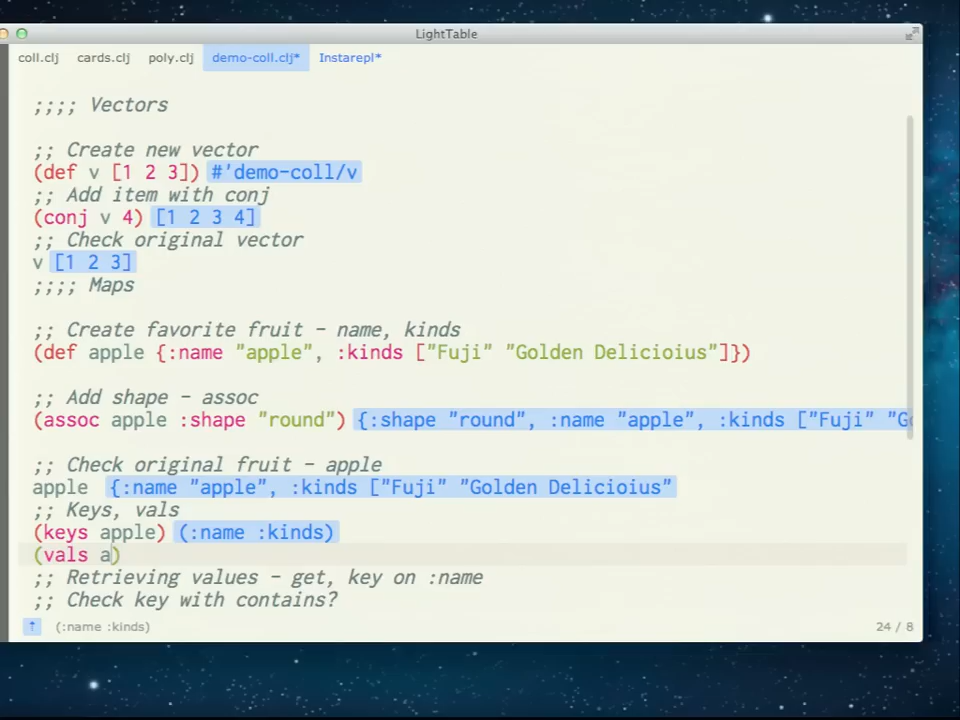 LightTable
coll.clj cards.clj poly.clj demo-coll.clj* Instarepl*
;;;; Vectors
;; Create new vector
(def v [1 2 3]) #'demo-coll/v
;; Add item with conj
(conj v 4) [1 2 3 4]
;; Check original vector
v [1 2 3]
;;;; Maps
;; Create favorite fruit - name, kinds
(def apple {:name "apple", :kinds ["Fuji" "Golden Delicioius"]})
;; Add shape - assoc
(assoc apple :shape "round") {:shape "round", :name "apple", :kinds ["Fuji" "Go
;; Check original fruit - apple
apple {:name "apple", :kinds ["Fuji" "Golden Delicioius"
;; Keys, vals
(keys apple) (:name :kinds)
(vals a)
;; Retrieving values - get, key on :name
;; Check key with contains?
↑ (:name :kinds) 24 / 8